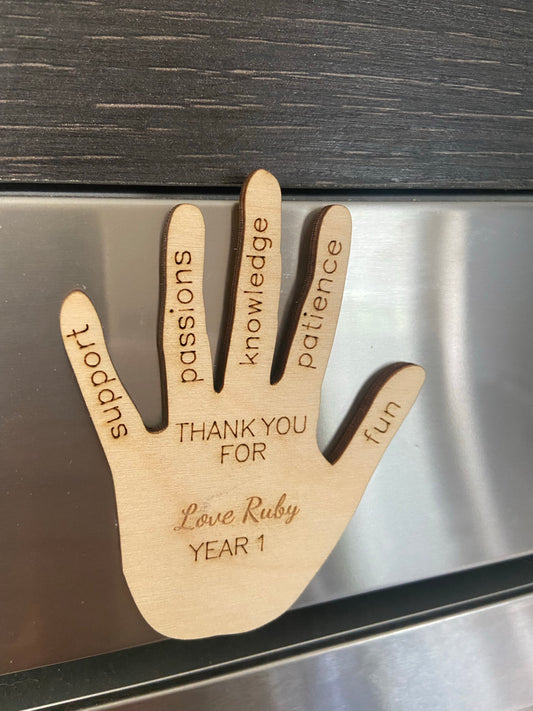 support
passions
knowledge
patience
fun
THANK YOU
FOR
Love Ruby
YEAR 1